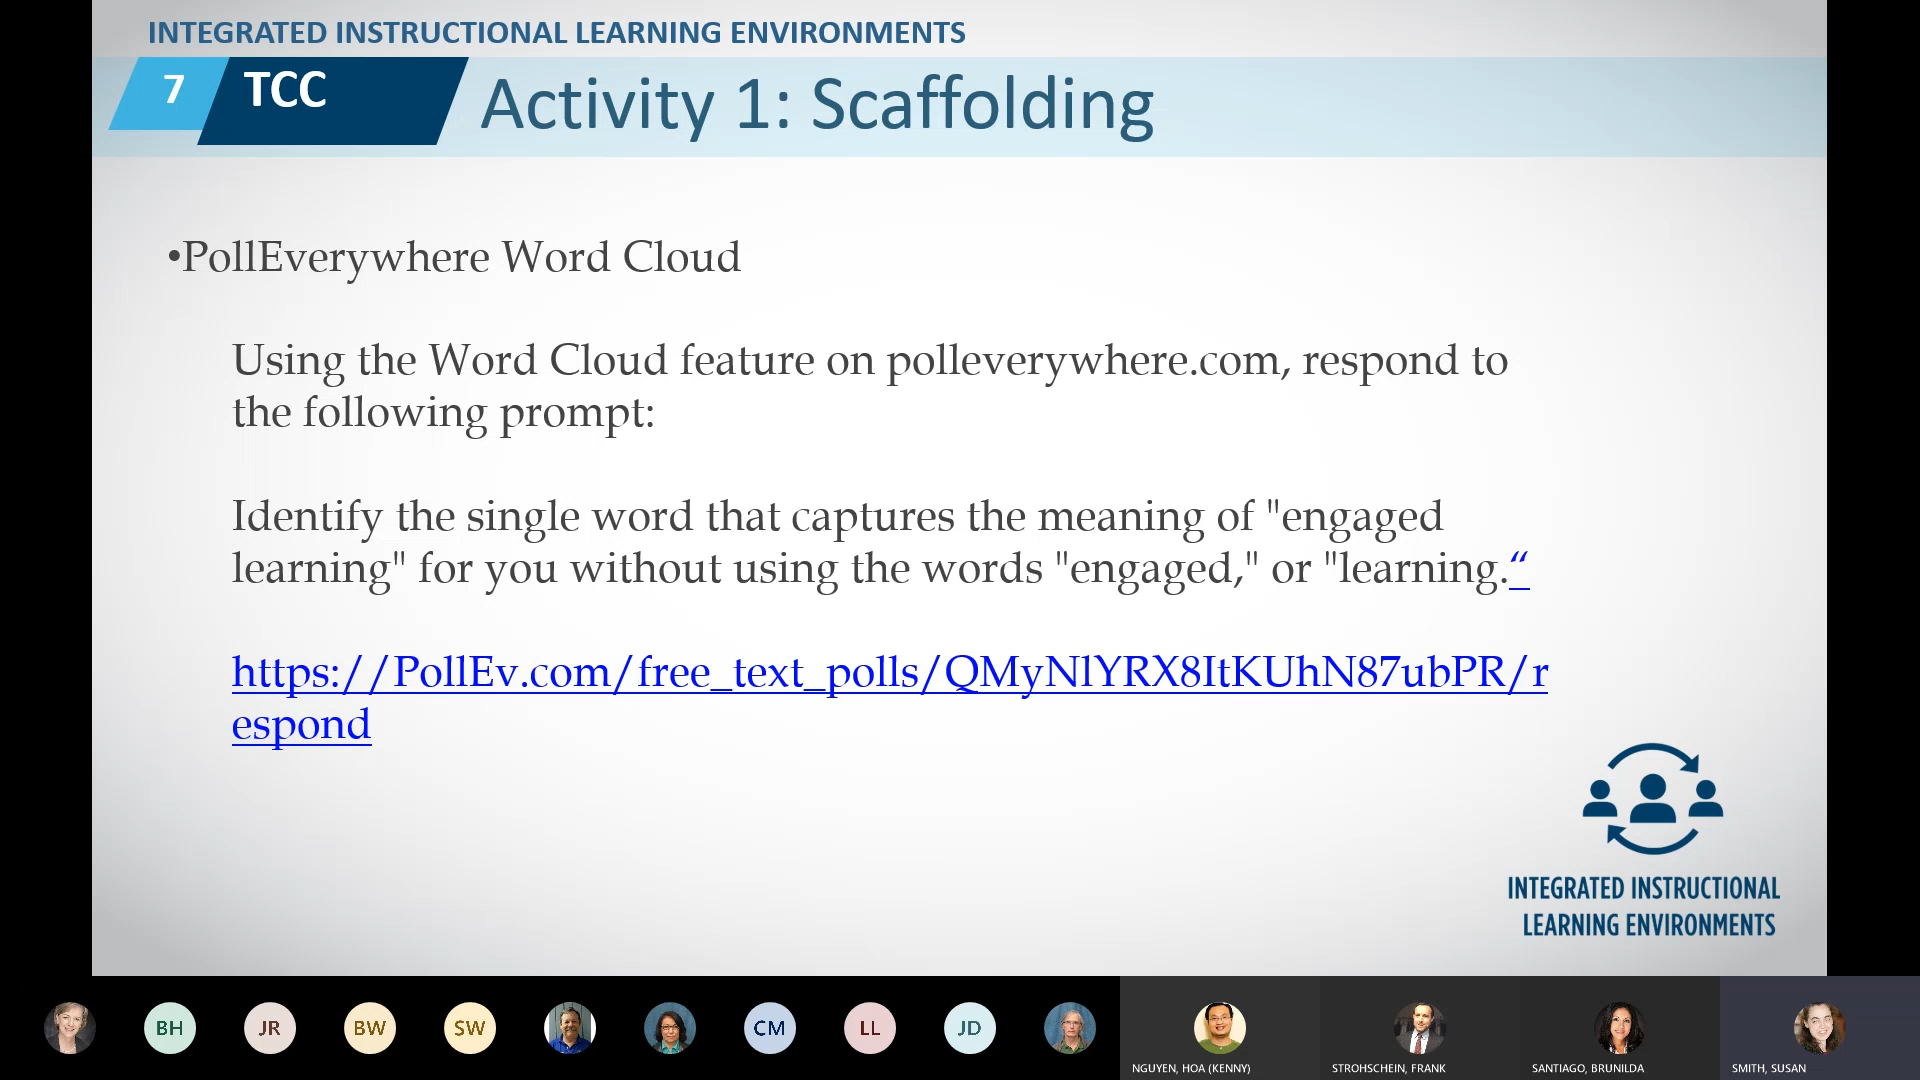 INTEGRATED INSTRUCTIONAL LEARNING ENVIRONMENTS
7 TCC Activity 1: Scaffolding
•PollEverywhere Word Cloud
Using the Word Cloud feature on polleverywhere.com, respond to
the following prompt:
Identify the single word that captures the meaning of "engaged
learning" for you without using the words "engaged," or "learning.“
https://PollEv.com/free_text_polls/QMyNlYRX8ItKUhN87ubPR/r
espond
INTEGRATED INSTRUCTIONAL
LEARNING ENVIRONMENTS
BH JR BW SW CM LL JD
NGUYEN, HOA (KENNY) STROHSCHEIN, FRANK SANTIAGO, BRUNILDA SMITH, SUSAN